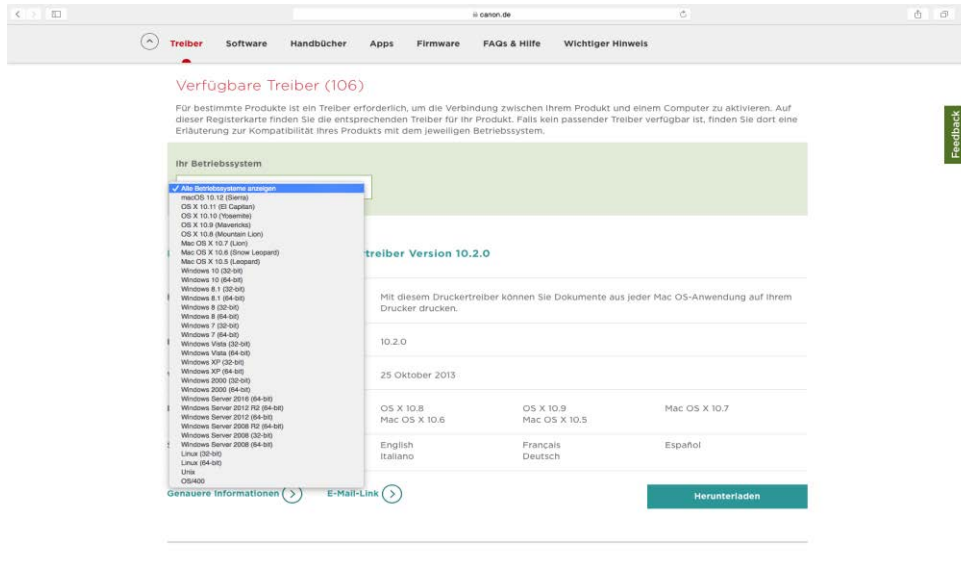 canon.de
Treiber Software Handbücher Apps Firmware FAQs & Hilfe Wichtiger Hinweis
Verfügbare Treiber (106)
Für bestimmte Produkte ist ein Treiber erforderlich, um die Verbindung zwischen Ihrem Produkt und einem Computer zu aktivieren. Auf
dieser Registerkarte finden Sie die entsprechenden Treiber für Ihr Produkt. Falls kein passender Treiber verfügbar ist, finden Sie dort eine
Erläuterung zur Kompatibilität Ihres Produkts mit dem jeweiligen Betriebssystem.
Feedback
Ihr Betriebssystem
Alle Betriebssysteme anzeigen
macOS 10.12 (Sierra)
OS X 10.11 (El Capitan)
OS X 10.10 (Yosemite)
OS X 10.9 (Mavericks)
OS X 10.8 (Mountain Lion)
Mac OS X 10.7 (Lion)
Mac OS X 10.6 (Snow Leopard)
Mac OS X 10.5 (Leopard)
Windows 10 (32-bit)
Windows 10 (64-bit)
Windows 8.1 (32-bit)
Windows 8.1 (64-bit)
Windows 8 (32-bit)
Windows 8 (64-bit)
Windows 7 (32-bit)
Windows 7 (64-bit)
Windows Vista (32-bit)
Windows Vista (64-bit)
Windows XP (32-bit)
Windows XP (64-bit)
Windows 2000 (32-bit)
Windows 2000 (64-bit)
Windows Server 2016 (64-bit)
Windows Server 2012 R2 (64-bit)
Windows Server 2012 (64-bit)
Windows Server 2008 R2 (64-bit)
Windows Server 2008 (32-bit)
Windows Server 2008 (64-bit)
Linux (32-bit)
Linux (64-bit)
Unix
OS/400
treiber Version 10.2.0
Mit diesem Druckertreiber können Sie Dokumente aus jeder Mac OS-Anwendung auf Ihrem
Drucker drucken.
10.2.0
25 Oktober 2013
OS X 10.8 OS X 10.9 Mac OS X 10.7
Mac OS X 10.6 Mac OS X 10.5
English Français Español
Italiano Deutsch
Genauere Informationen E-Mail-Link Herunterladen